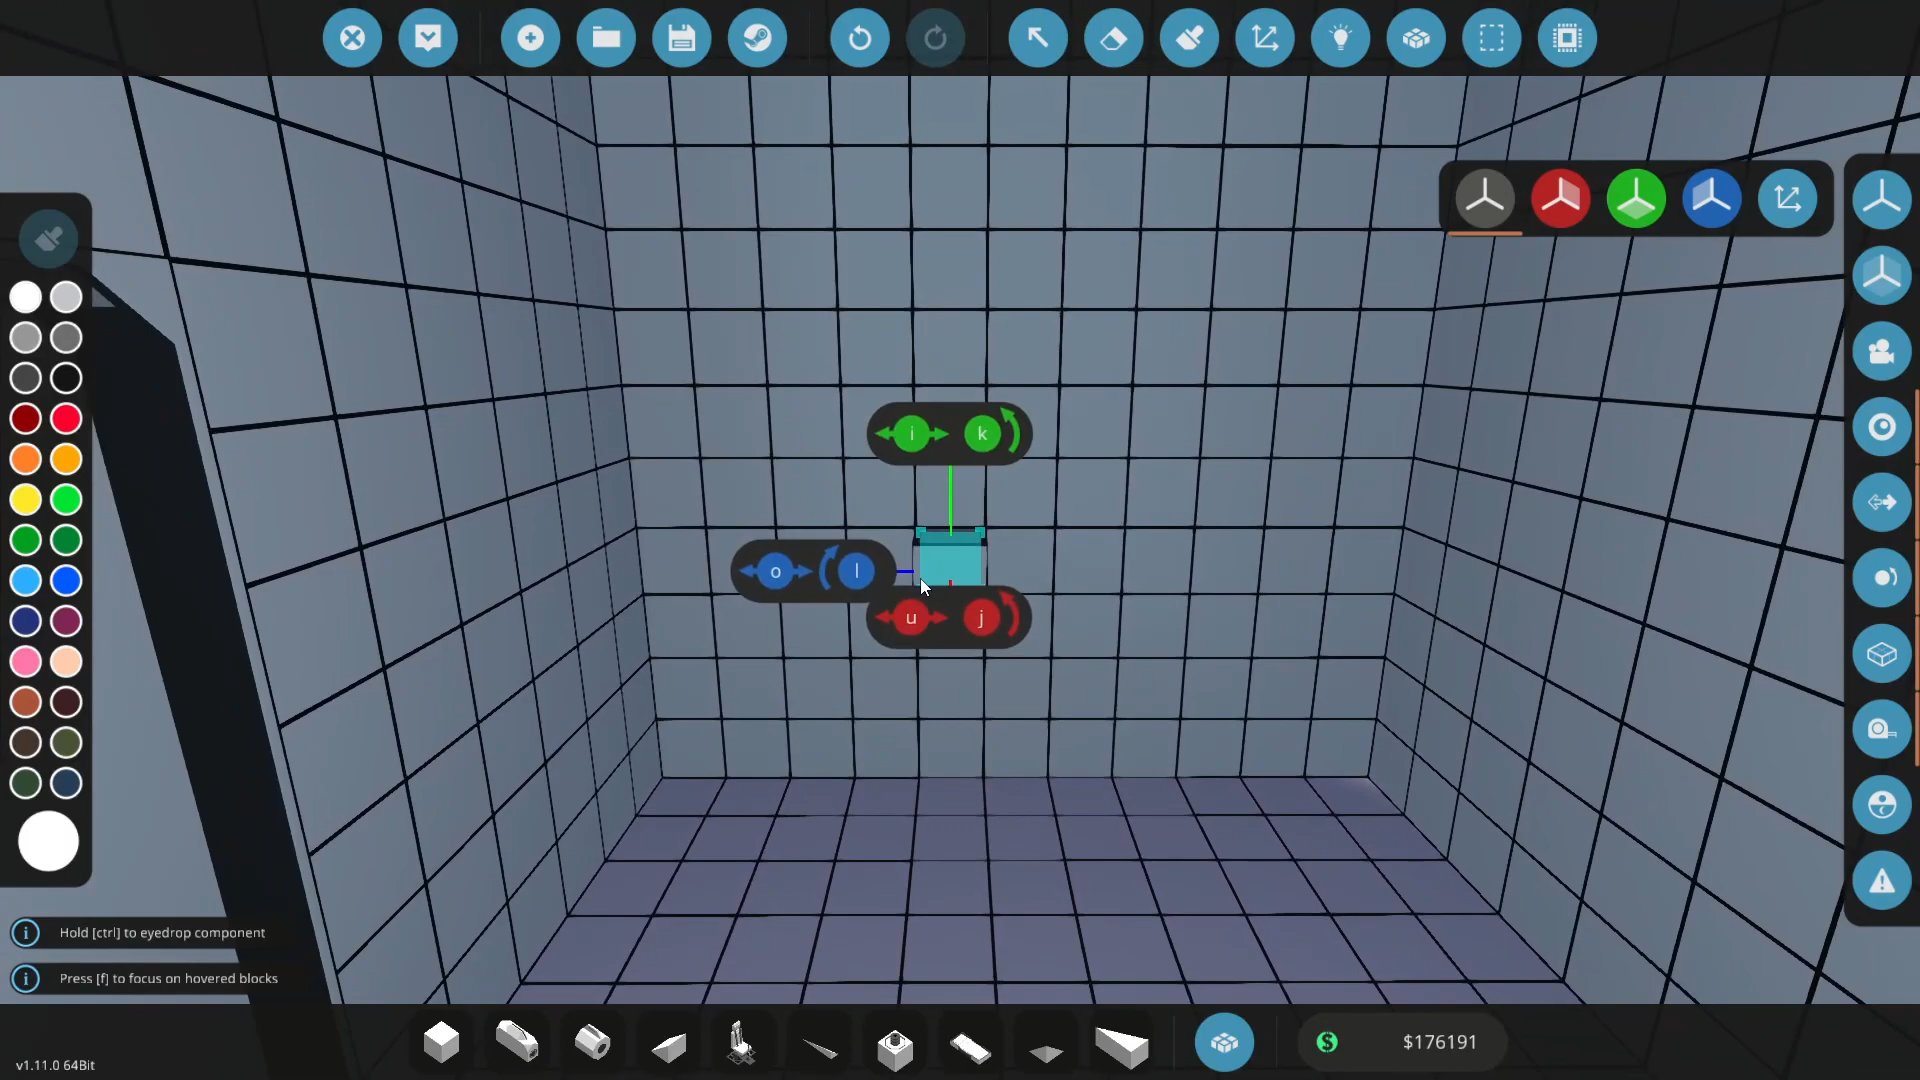 i k
o l
u j
Hold [ctrl] to eyedrop component
Press [f] to focus on hovered blocks
$176191
v1.11.0 64Bit